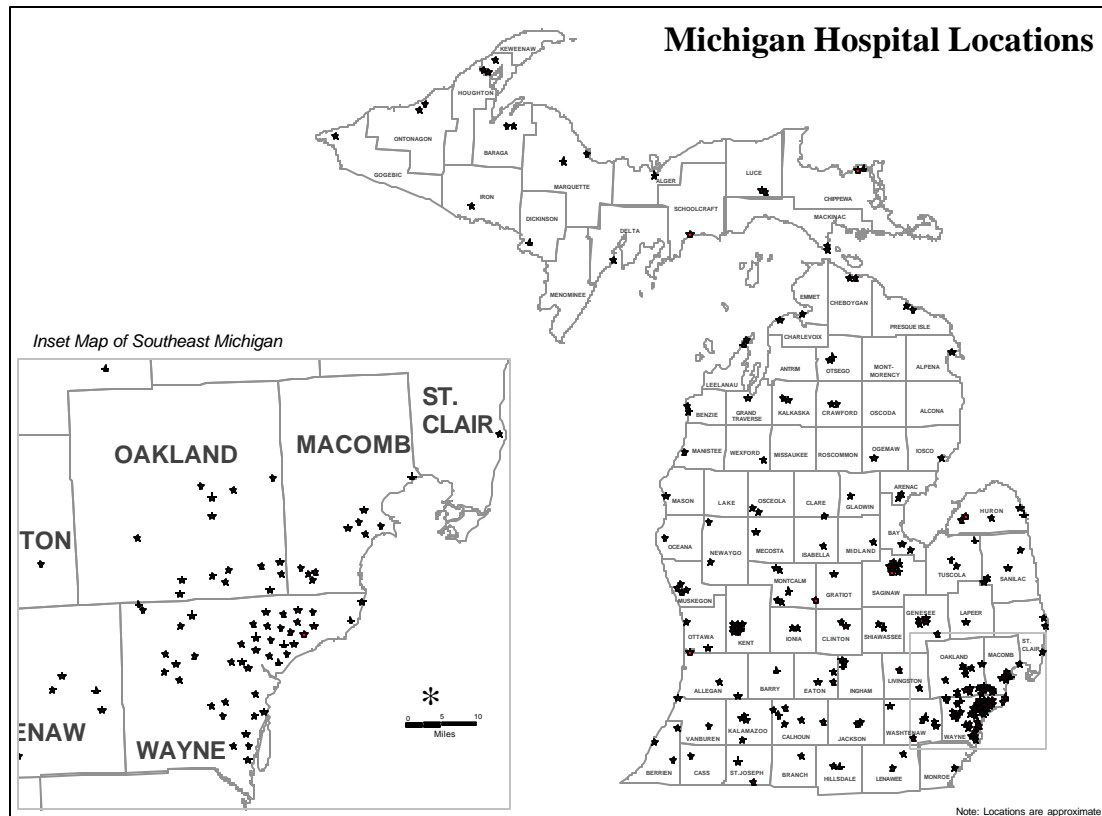 Michigan Hospital Locations
KEWEENAW
HOUGHTON
ONTONAGON
BARAGA
GOGEBIC
MARQUETTE
ALGER
LUCE
IRON
SCHOOLCRAFT
CHIPPEWA
DICKINSON
MACKINAC
DELTA
MENOMINEE
EMMET
CHEBOYGAN
PRESQUE ISLE
CHARLEVOIX
Inset Map of Southeast Michigan
ANTRIM
OTSEGO
MONT-
MORENCY
ALPENA
LEELANAU
BENZIE
GRAND
TRAVERSE
KALKASKA
CRAWFORD
OSCODA
ALCONA
MANISTEE
WEXFORD
MISSAUKEE
ROSCOMMON
OGEMAW
IOSCO
MASON
LAKE
OSCEOLA
CLARE
GLADWIN
ARENAC
HURON
OCEANA
NEWAYGO
MECOSTA
ISABELLA
MIDLAND
BAY
MONTCALM
GRATIOT
SAGINAW
TUSCOLA
SANILAC
MUSKEGON
OTTAWA
KENT
IONIA
CLINTON
SHIAWASSEE
GENESEE
LAPEER
ST.
CLAIR
OAKLAND
MACOMB
ALLEGAN
BARRY
EATON
INGHAM
LIVINGSTON
VANBUREN
KALAMAZOO
CALHOUN
JACKSON
WASHTENAW
WAYNE
BERRIEN
CASS
ST.JOSEPH
BRANCH
HILLSDALE
LENAWEE
MONROE
ST.
CLAIR
MACOMB
OAKLAND
TON
ENAW
WAYNE
0 5 10
Miles
Note: Locations are approximate